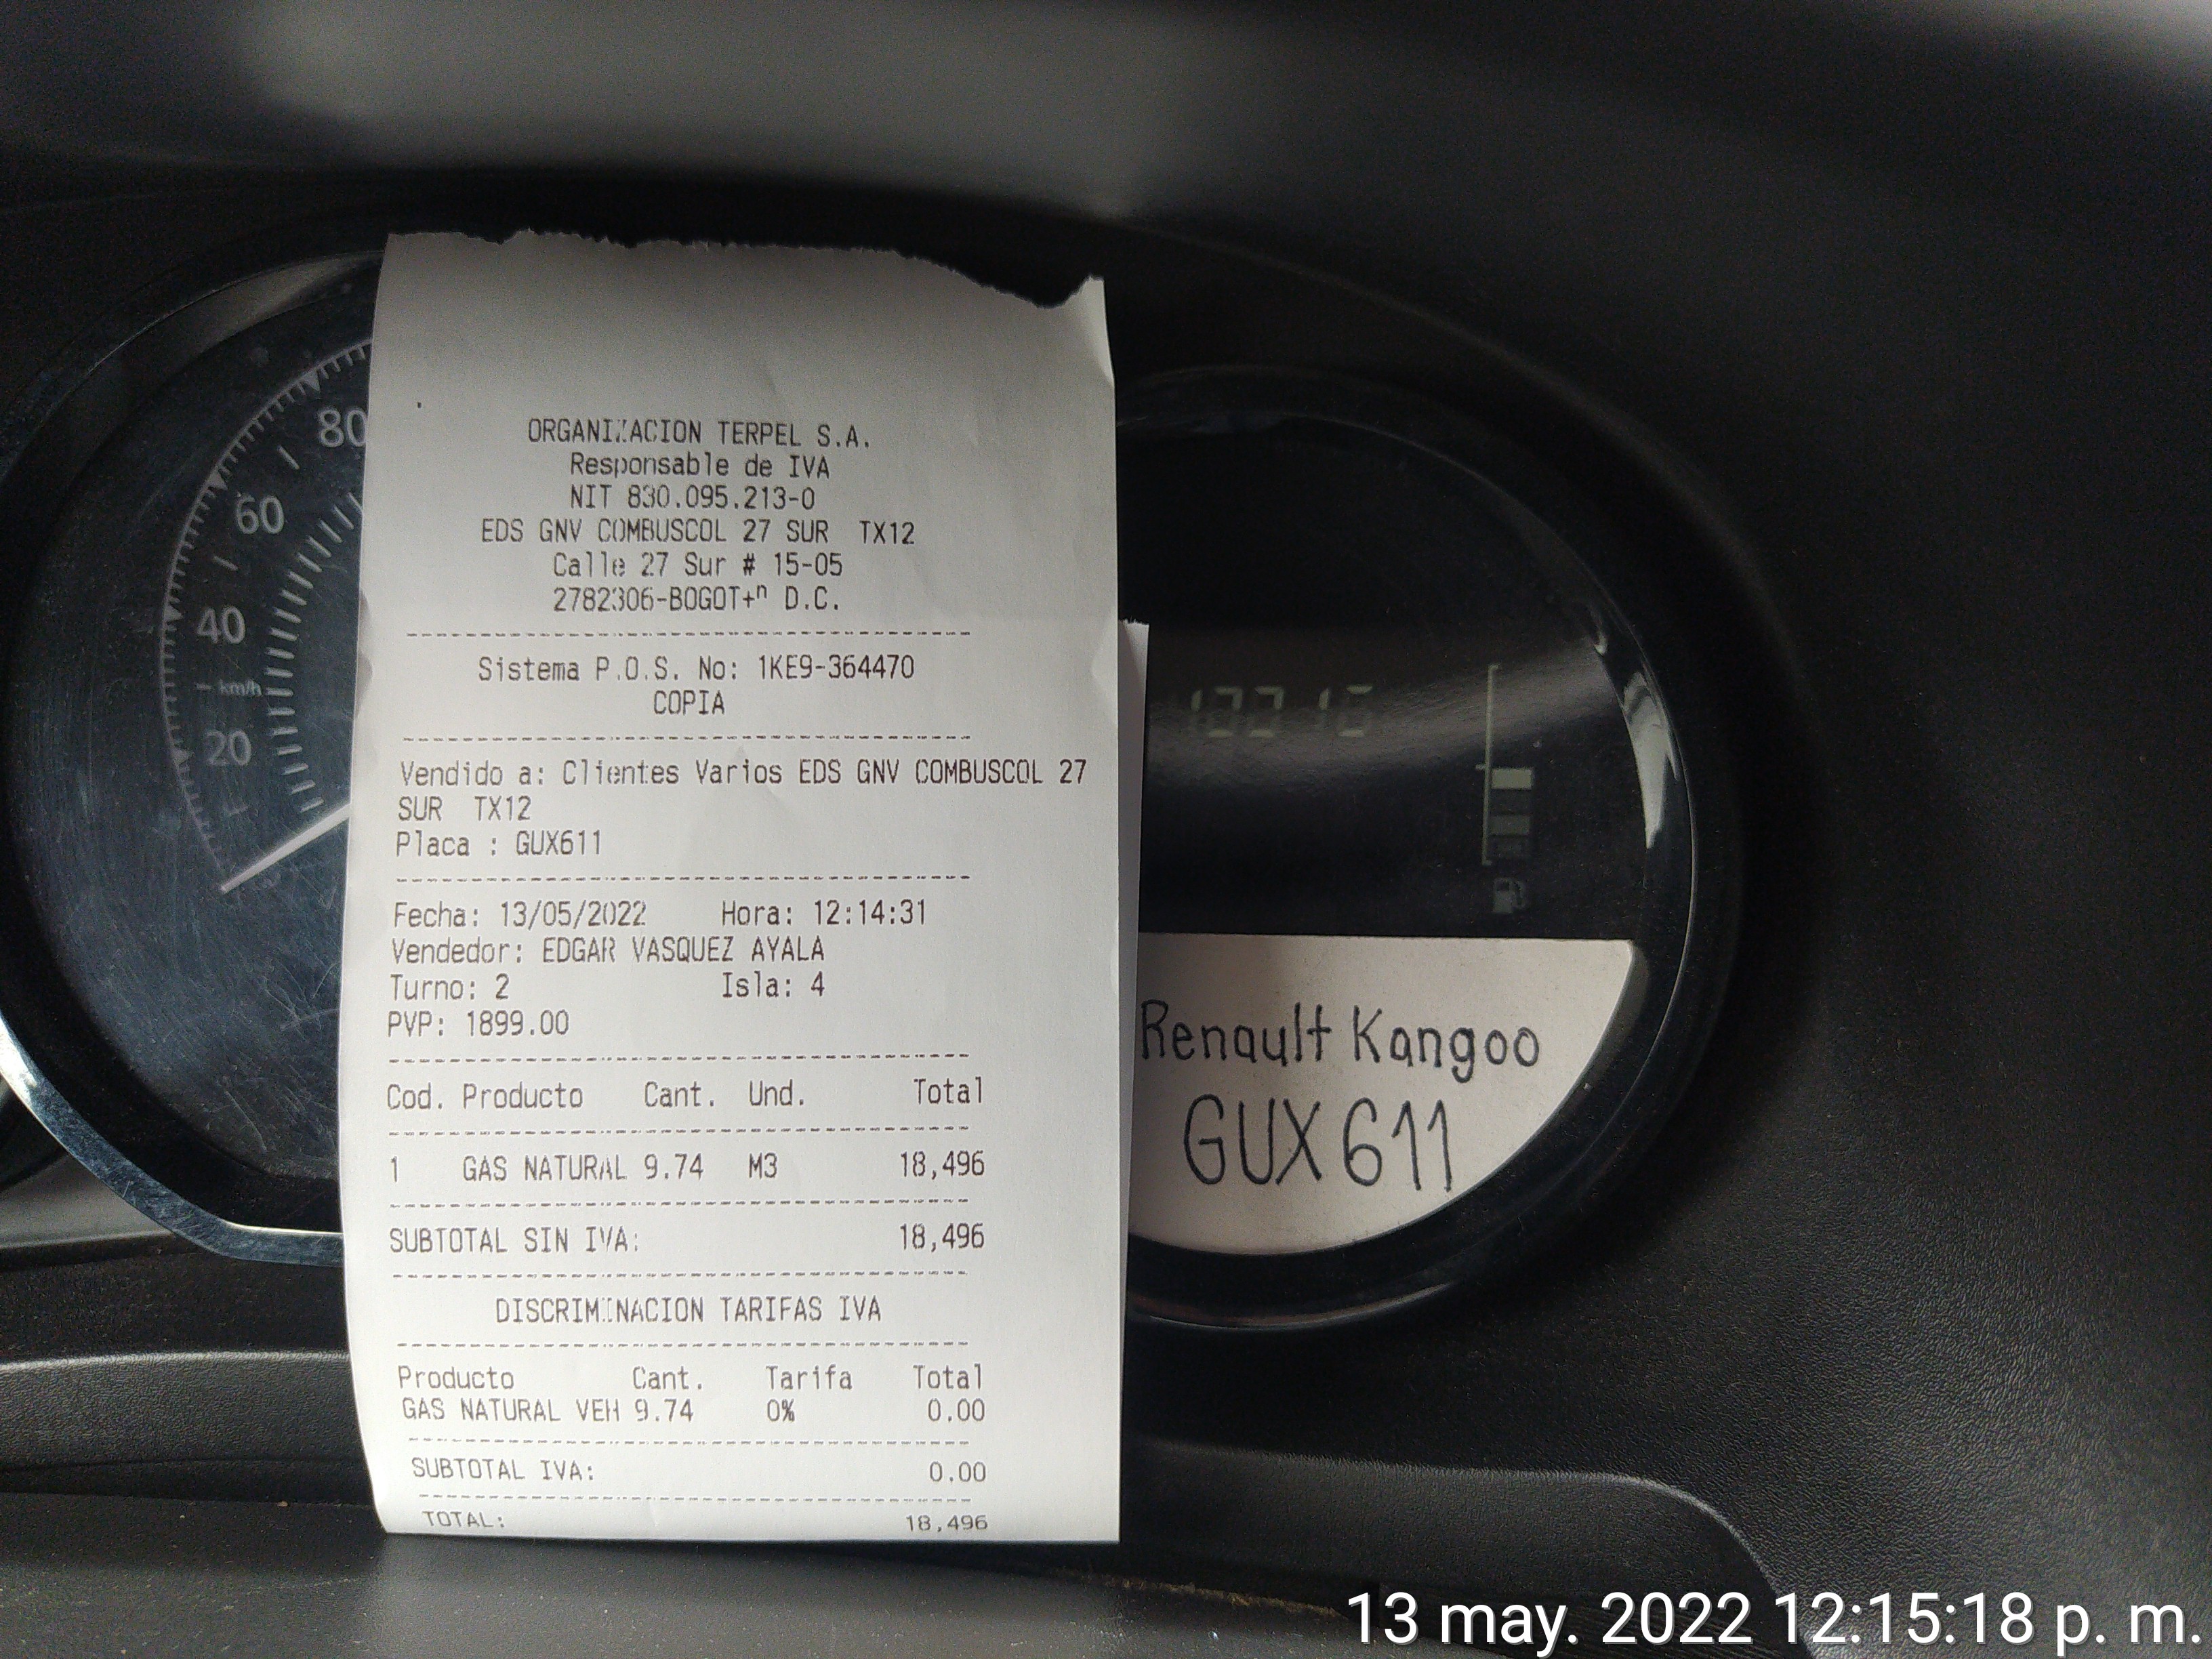 ORGANIZACION TERPEL S.A.
Responsable de IVA
NIT 830.095.213-0
EDS GNV COMBUSCOL 27 SUR TX12
Calle 27 Sur # 15-05
2782306-BOGOT+ⁿ D.C.
Sistema P.O.S. No: 1KE9-364470
COPIA
Vendido a: Clientes Varios EDS GNV COMBUSCOL 27
SUR TX12
Placa : GUX611
Fecha: 13/05/2022 Hora: 12:14:31
Vendedor: EDGAR VASQUEZ AYALA
Turno: 2 Isla: 4
PVP: 1899.00
Cod. Producto Cant. Und. Total
1 GAS NATURAL 9.74 M3 18,496
SUBTOTAL SIN IVA: 18,496
DISCRIMINACION TARIFAS IVA
Producto Cant. Tarifa Total
GAS NATURAL VEH 9.74 0% 0.00
SUBTOTAL IVA: 0.00
TOTAL: 18,496
80
60
40
km/h
20
Renault Kangoo
GUX611
13 may. 2022 12:15:18 p. m.